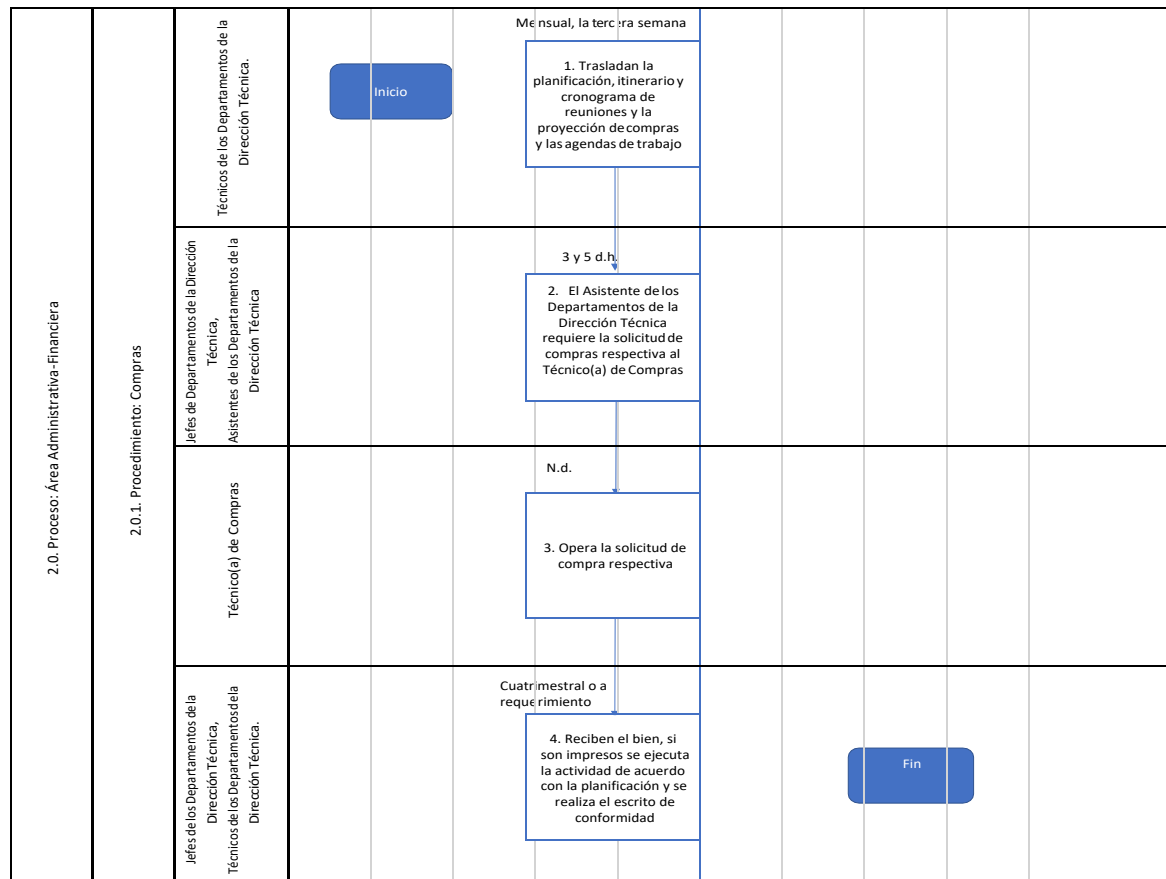 2.0. Proceso: Área Administrativa-Financiera
2.0.1. Procedimiento: Compras
Técnicos de los Departamentos de la
Dirección Técnica.
Inicio
Mensual, la tercera semana
1. Trasladan la
planificación, itinerario y
cronograma de
reuniones y la
proyección de compras
y las agendas de trabajo
Jefes de Departamentos de la Dirección
Técnica,
Asistentes de los Departamentos de la
Dirección Técnica
3 y 5 d.h.
2. El Asistente de los
Departamentos de la
Dirección Técnica
requiere la solicitud de
compras respectiva al
Técnico(a) de Compras
Técnico(a) de Compras
N.d.
3. Opera la solicitud de
compra respectiva
Jefes de los Departamentos de la
Dirección Técnica,
Técnicos de los Departamentos de la
Dirección Técnica.
Cuatrimestral o a
requerimiento
4. Reciben el bien, si
son impresos se ejecuta
la actividad de acuerdo
con la planificación y se
realiza el escrito de
conformidad
Fin